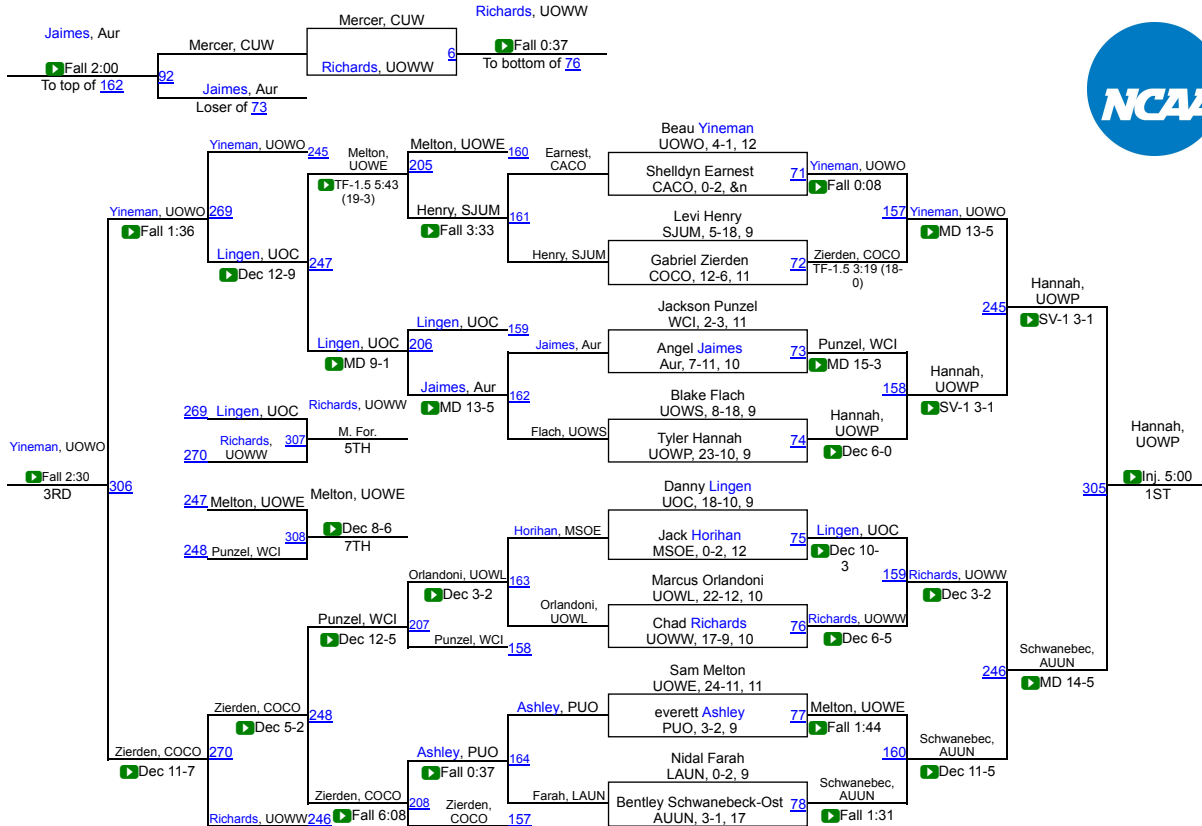 Jaimes, Aur
Fall 2:00
To top of 162
Mercer, CUW
92
Jaimes, Aur
Loser of 73
Mercer, CUW
Richards, UOWW
6
Richards, UOWW
Fall 0:37
To bottom of 76
NCAA
Beau Yineman
UOWO, 4-1, 12
Shelldyn Earnest
CACO, 0-2, &n
71
Yineman, UOWO
Fall 0:08
Levi Henry
SJUM, 5-18, 9
Gabriel Zierden
COCO, 12-6, 11
72
Zierden, COCO
TF-1.5 3:19 (18-
0)
157
Yineman, UOWO
MD 13-5
Jackson Punzel
WCI, 2-3, 11
Angel Jaimes
Aur, 7-11, 10
73
Punzel, WCI
MD 15-3
Blake Flach
UOWS, 8-18, 9
Tyler Hannah
UOWP, 23-10, 9
74
Hannah,
UOWP
Dec 6-0
158
Hannah,
UOWP
SV-1 3-1
245
Hannah,
UOWP
SV-1 3-1
Danny Lingen
UOC, 18-10, 9
Jack Horihan
MSOE, 0-2, 12
75
Lingen, UOC
Dec 10-
3
Marcus Orlandoni
UOWL, 22-12, 10
Chad Richards
UOWW, 17-9, 10
76
Richards, UOWW
Dec 6-5
159
Richards, UOWW
Dec 3-2
Sam Melton
UOWE, 24-11, 11
everett Ashley
PUO, 3-2, 9
77
Melton, UOWE
Fall 1:44
Nidal Farah
LAUN, 0-2, 9
Bentley Schwanebeck-Ost
AUUN, 3-1, 17
78
Schwanebec,
AUUN
Fall 1:31
160
Schwanebec,
AUUN
Dec 11-5
246
Schwanebec,
AUUN
MD 14-5
305
Hannah,
UOWP
Inj. 5:00
1ST
Earnest,
CACO
Henry, SJUM
161
Melton, UOWE
160
Henry, SJUM
Fall 3:33
205
Melton,
UOWE
TF-1.5 5:43
(19-3)
Jaimes, Aur
Flach, UOWS
162
Lingen, UOC
159
Jaimes, Aur
MD 13-5
206
Lingen, UOC
MD 9-1
247
Yineman, UOWO
245
Lingen, UOC
Dec 12-9
269
Yineman, UOWO
Fall 1:36
269
Lingen, UOC
270
Richards,
UOWW
307
Richards, UOWW
M. For.
5TH
Yineman, UOWO
Fall 2:30
3RD
306
247
Melton, UOWE
248
Punzel, WCI
308
Melton, UOWE
Dec 8-6
7TH
Horihan, MSOE
Orlandoni,
UOWL
163
Orlandoni, UOWL
Dec 3-2
Punzel, WCI
158
207
Punzel, WCI
Dec 12-5
Ashley, PUO
Farah, LAUN
164
Ashley, PUO
Fall 0:37
Zierden,
COCO
157
208
Zierden, COCO
Fall 6:08
248
Zierden, COCO
Dec 5-2
Richards, UOWW
246
270
Zierden, COCO
Dec 11-7